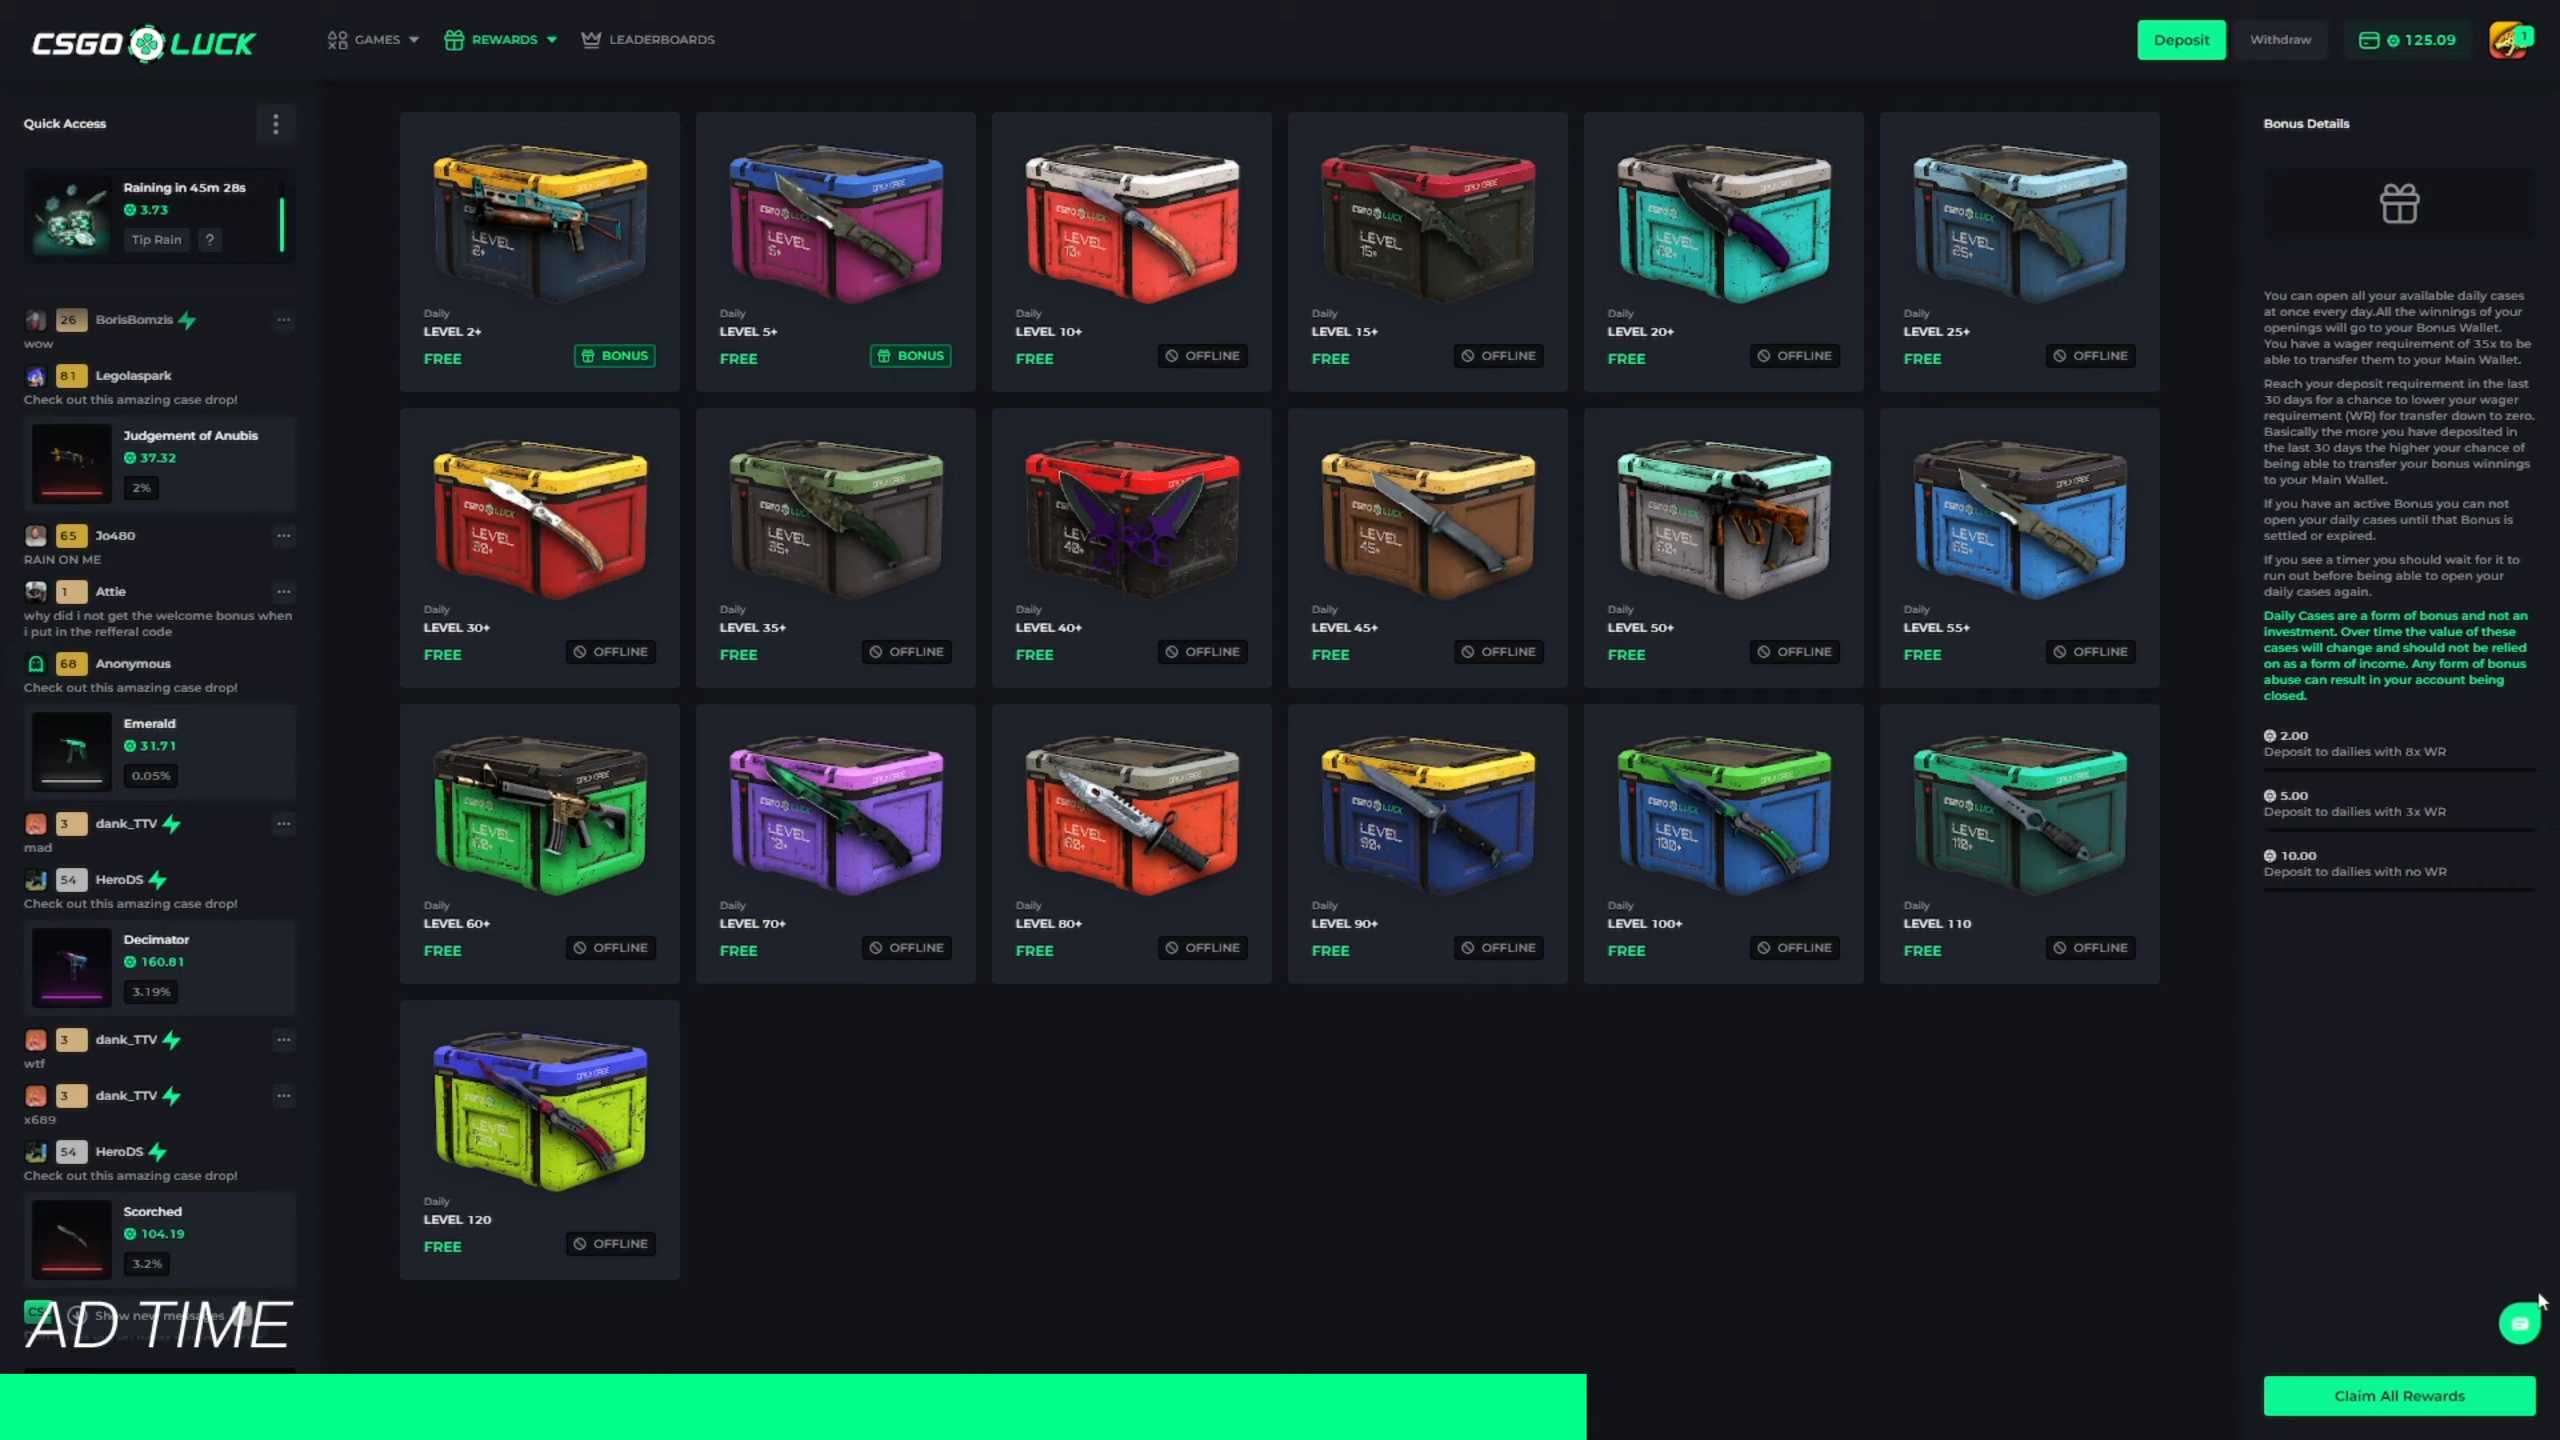 CSGO LUCK
GAMES
REWARDS
LEADERBOARDS
Deposit
Withdraw
125.09
1
Quick Access
Raining in 45m 28s
3.73
Tip Rain
?
26 BorisBomzis
wow
81 Legolaspark
Check out this amazing case drop!
Judgement of Anubis
37.32
2%
65 Jo480
RAIN ON ME
1 Attie
why did i not get the welcome bonus when
i put in the refferal code
68 Anonymous
Check out this amazing case drop!
Emerald
31.71
0.05%
3 dank_TTV
mad
54 HeroDS
Check out this amazing case drop!
Decimator
160.81
3.19%
3 dank_TTV
wtf
3 dank_TTV
x689
54 HeroDS
Check out this amazing case drop!
Scorched
104.19
3.2%
Show new messages
AD TIME
Daily
LEVEL 2+
FREE
BONUS
Daily
LEVEL 5+
FREE
BONUS
Daily
LEVEL 10+
FREE
OFFLINE
Daily
LEVEL 15+
FREE
OFFLINE
Daily
LEVEL 20+
FREE
OFFLINE
Daily
LEVEL 25+
FREE
OFFLINE
Daily
LEVEL 30+
FREE
OFFLINE
Daily
LEVEL 35+
FREE
OFFLINE
Daily
LEVEL 40+
FREE
OFFLINE
Daily
LEVEL 45+
FREE
OFFLINE
Daily
LEVEL 50+
FREE
OFFLINE
Daily
LEVEL 55+
FREE
OFFLINE
Daily
LEVEL 60+
FREE
OFFLINE
Daily
LEVEL 70+
FREE
OFFLINE
Daily
LEVEL 80+
FREE
OFFLINE
Daily
LEVEL 90+
FREE
OFFLINE
Daily
LEVEL 100+
FREE
OFFLINE
Daily
LEVEL 110
FREE
OFFLINE
Daily
LEVEL 120
FREE
OFFLINE
Bonus Details
You can open all your available daily cases
at once every day.All the winnings of your
openings will go to your Bonus Wallet.
You have a wager requirement of 35x to be
able to transfer them to your Main Wallet.
Reach your deposit requirement in the last
30 days for a chance to lower your wager
requirement (WR) for transfer down to zero.
Basically the more you have deposited in
the last 30 days the higher your chance of
being able to transfer your bonus winnings
to your Main Wallet.
If you have an active Bonus you can not
open your daily cases until that Bonus is
settled or expired.
If you see a timer you should wait for it to
run out before being able to open your
daily cases again.
Daily Cases are a form of bonus and not an
investment. Over time the value of these
cases will change and should not be relied
on as a form of income. Any form of bonus
abuse can result in your account being
closed.
2.00
Deposit to dailies with 8x WR
5.00
Deposit to dailies with 3x WR
10.00
Deposit to dailies with no WR
Claim All Rewards